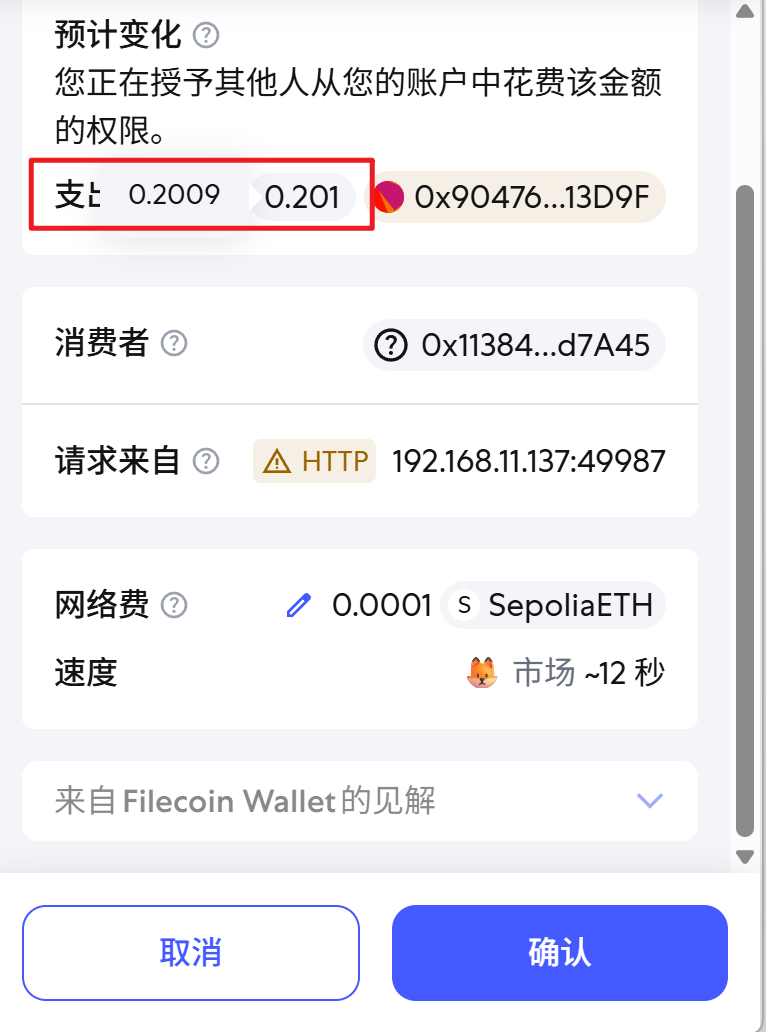 预计变化
您正在授予其他人从您的账户中花费该金额
的权限。
支 0.2009 0.201 0x90476...13D9F
消费者 0x11384...d7A45
请求来自 HTTP 192.168.11.137:49987
网络费 0.0001 S SepoliaETH
速度 市场 ~12 秒
来自 Filecoin Wallet 的见解
取消 确认